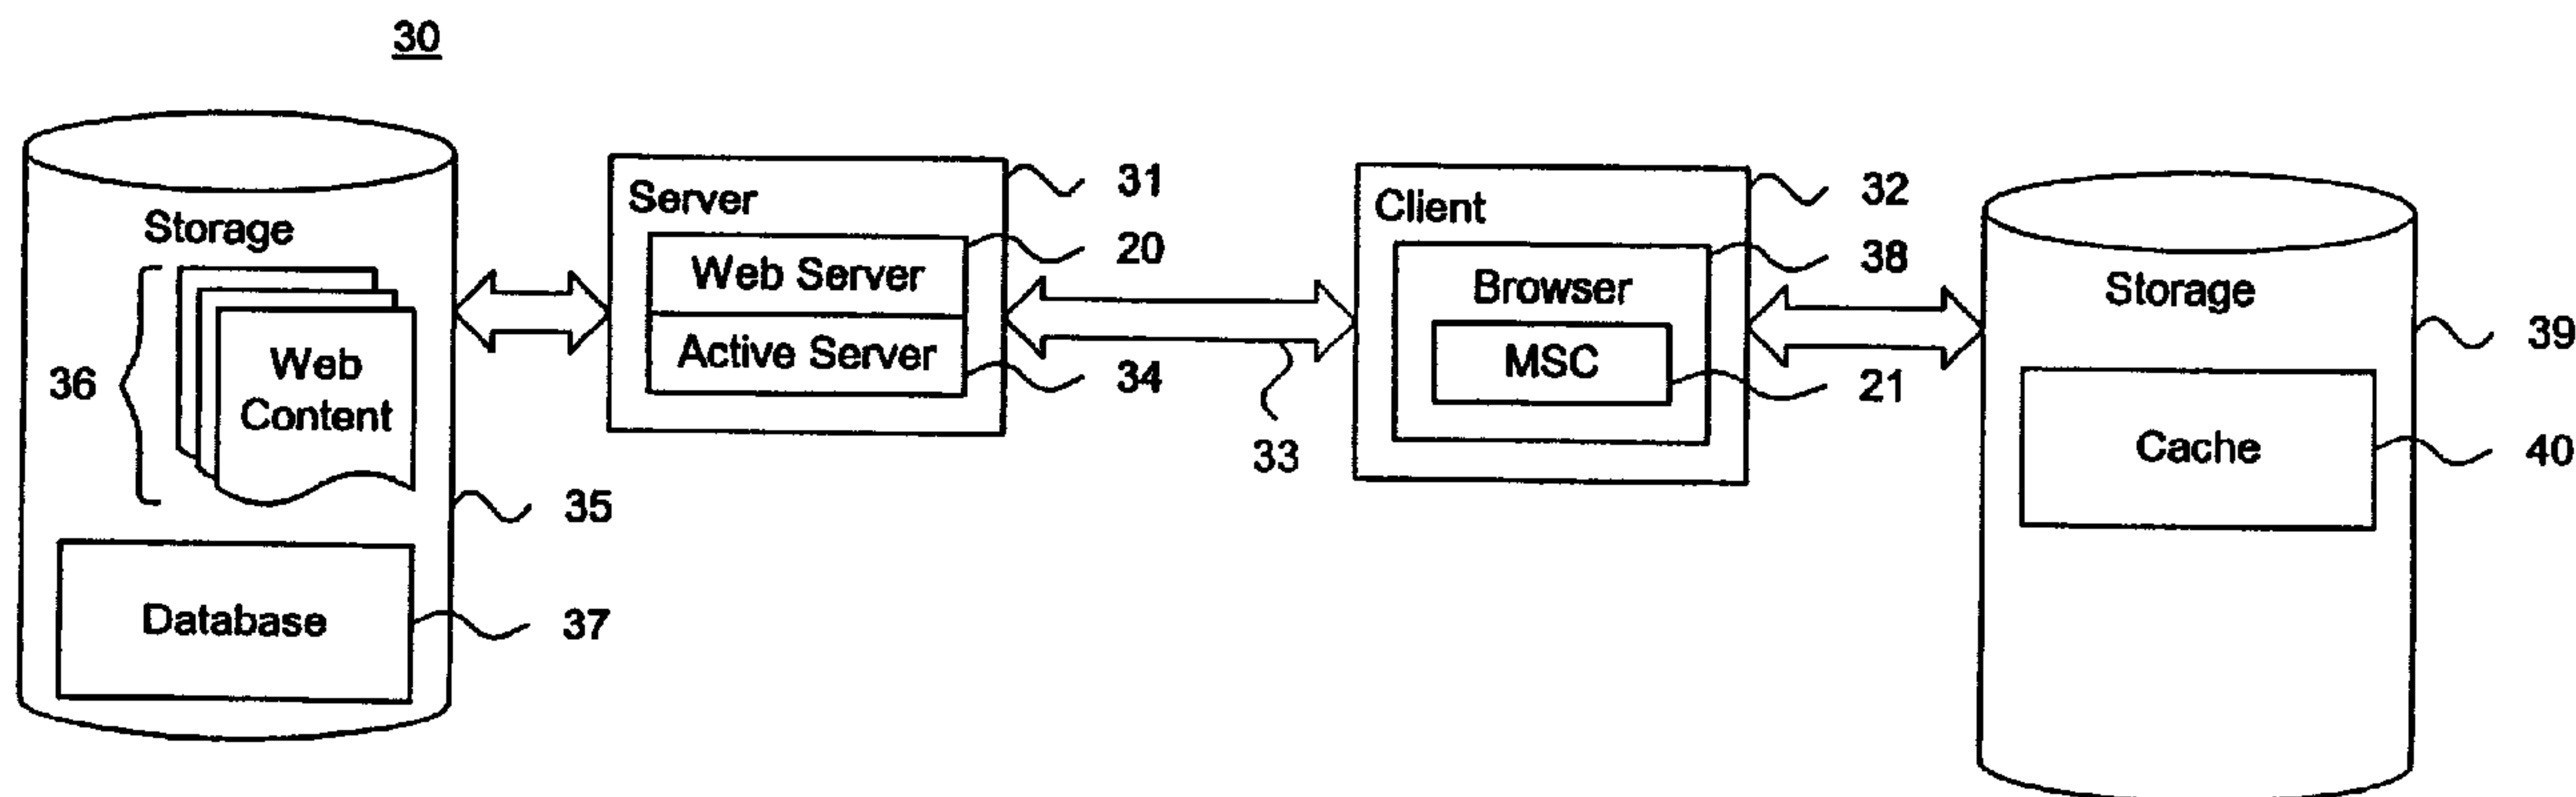 30
Storage
36
Web
Content
35
Database
37
Server
31
Web Server
20
Active Server
34
33
Client
32
Browser
38
MSC
21
Storage
39
Cache
40